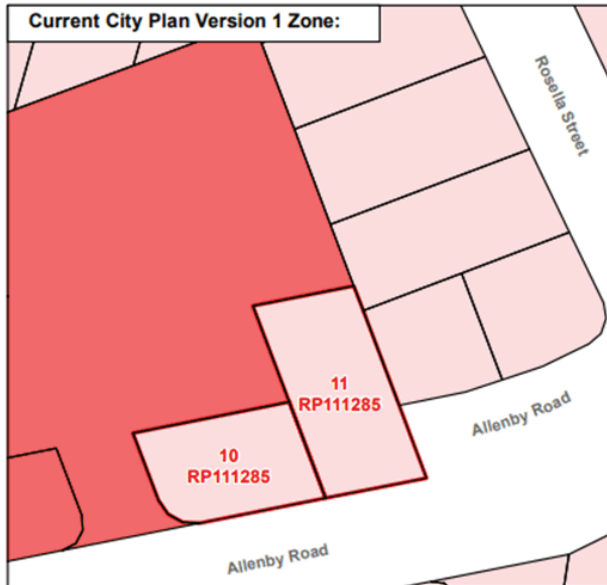 Current City Plan Version 1 Zone:
Rosella Street
11
RP111285
Allenby Road
10
RP111285
Allenby Road